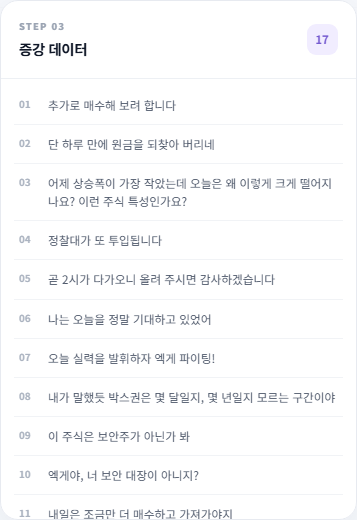 STEP 03
증강 데이터
17
01 추가로 매수해 보려 합니다
02 단 하루 만에 원금을 되찾아 버리네
03 어제 상승폭이 가장 작았는데 오늘은 왜 이렇게 크게 떨어지
나요? 이런 주식 특성인가요?
04 정찰대가 또 투입됩니다
05 곧 2시가 다가오니 올려 주시면 감사하겠습니다
06 나는 오늘을 정말 기대하고 있었어
07 오늘 실력을 발휘하자 엑게 파이팅!
08 내가 말했듯 박스권은 몇 달일지, 몇 년일지 모르는 구간이야
09 이 주식은 보안주가 아닌가 봐
10 엑게야, 너 보안 대장이 아니지?
11 내일은 조금만 더 매수하고 가져가야지